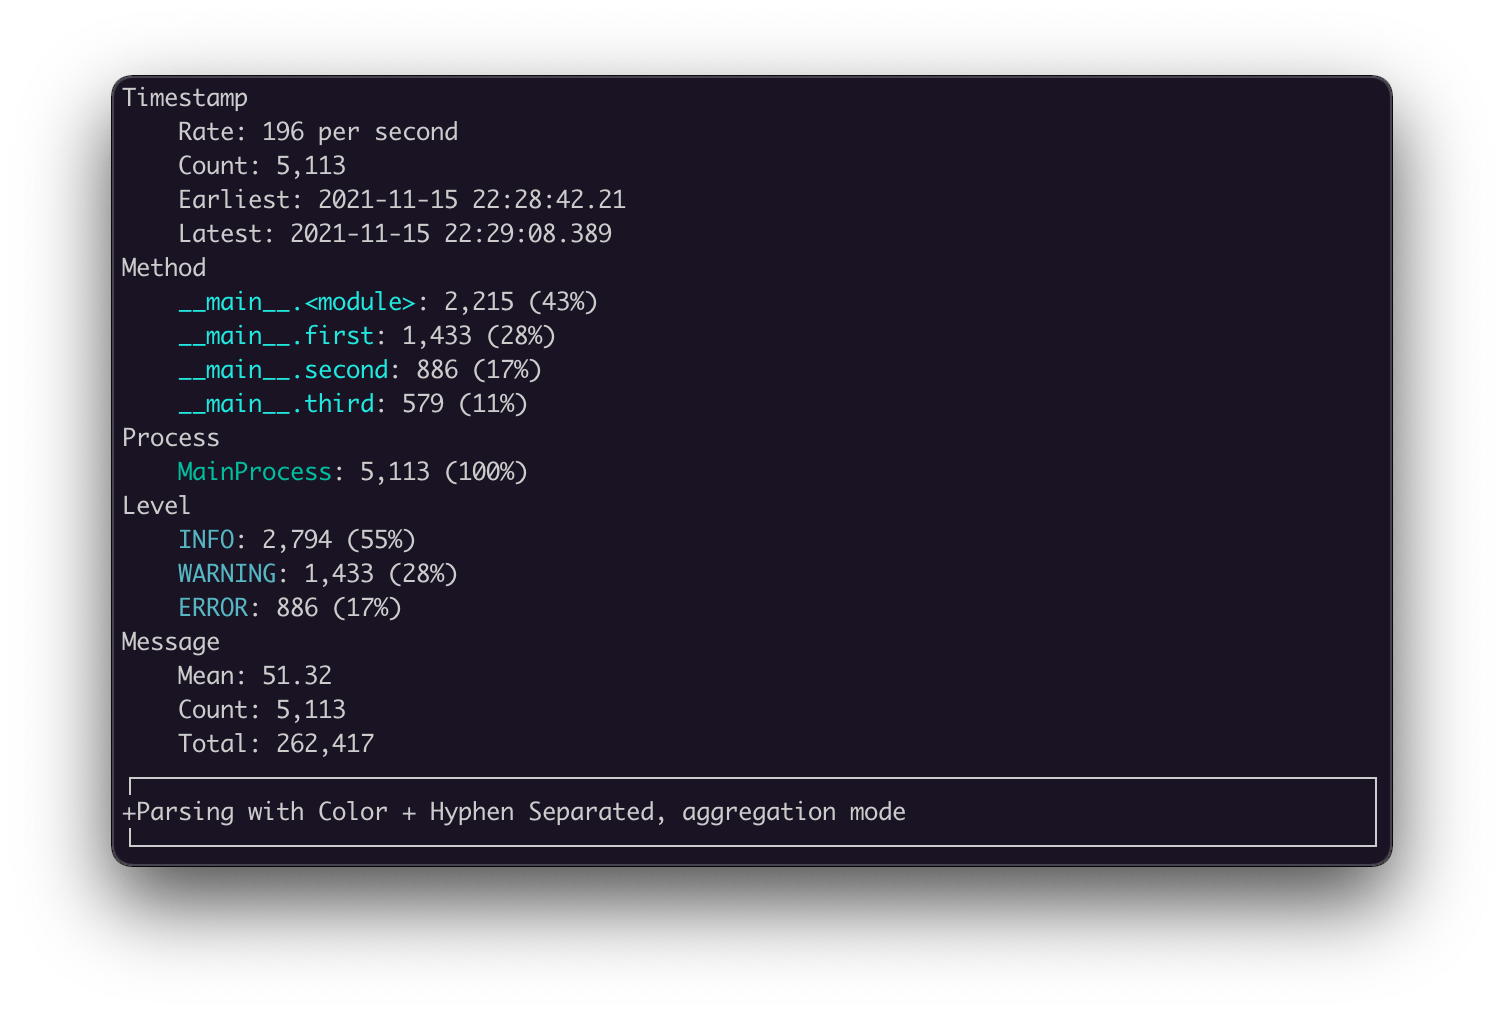 Timestamp
Rate: 196 per second
Count: 5,113
Earliest: 2021-11-15 22:28:42.21
Latest: 2021-11-15 22:29:08.389
Method
__main__.<module>: 2,215 (43%)
__main__.first: 1,433 (28%)
__main__.second: 886 (17%)
__main__.third: 579 (11%)
Process
MainProcess: 5,113 (100%)
Level
INFO: 2,794 (55%)
WARNING: 1,433 (28%)
ERROR: 886 (17%)
Message
Mean: 51.32
Count: 5,113
Total: 262,417
+Parsing with Color + Hyphen Separated, aggregation mode